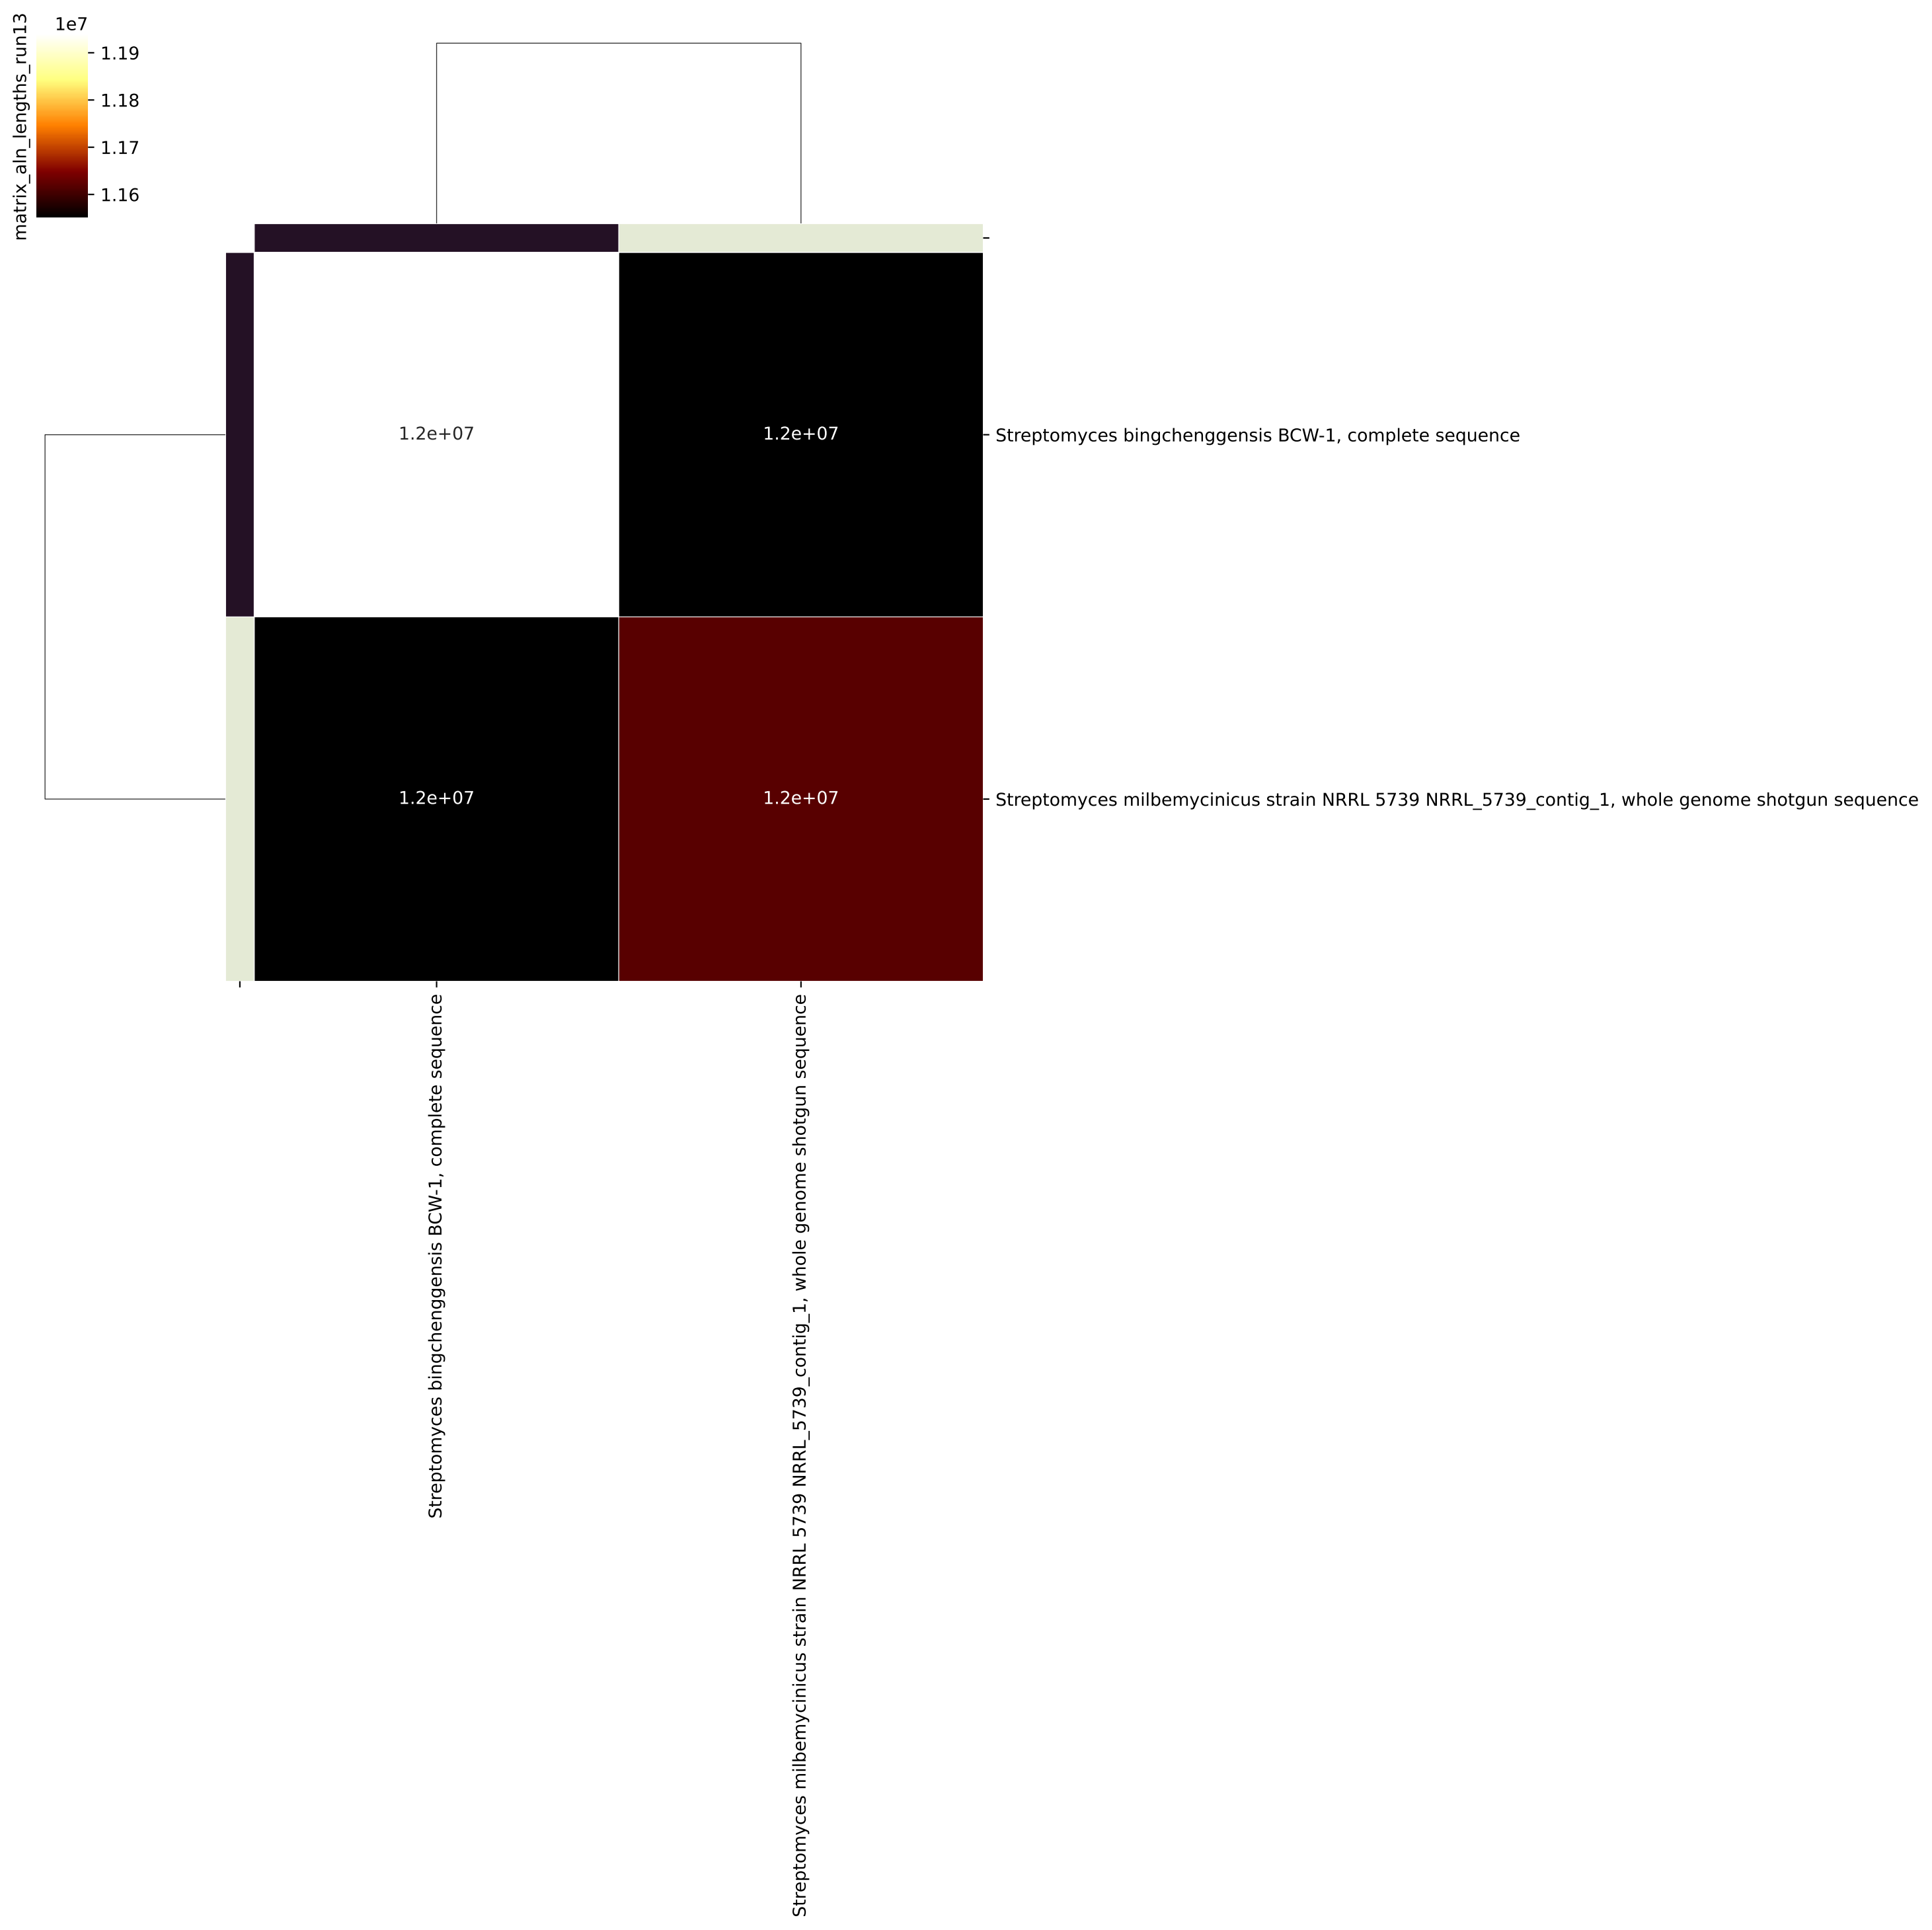 1e7
matrix_aln_lengths_run13
1.19
1.18
1.17
1.16
1.2e+07
1.2e+07
Streptomyces bingchenggensis BCW-1, complete sequence
1.2e+07
1.2e+07
Streptomyces milbemycinicus strain NRRL 5739 NRRL_5739_contig_1, whole genome shotgun sequence
Streptomyces bingchenggensis BCW-1, complete sequence
Streptomyces milbemycinicus strain NRRL 5739 NRRL_5739_contig_1, whole genome shotgun sequence